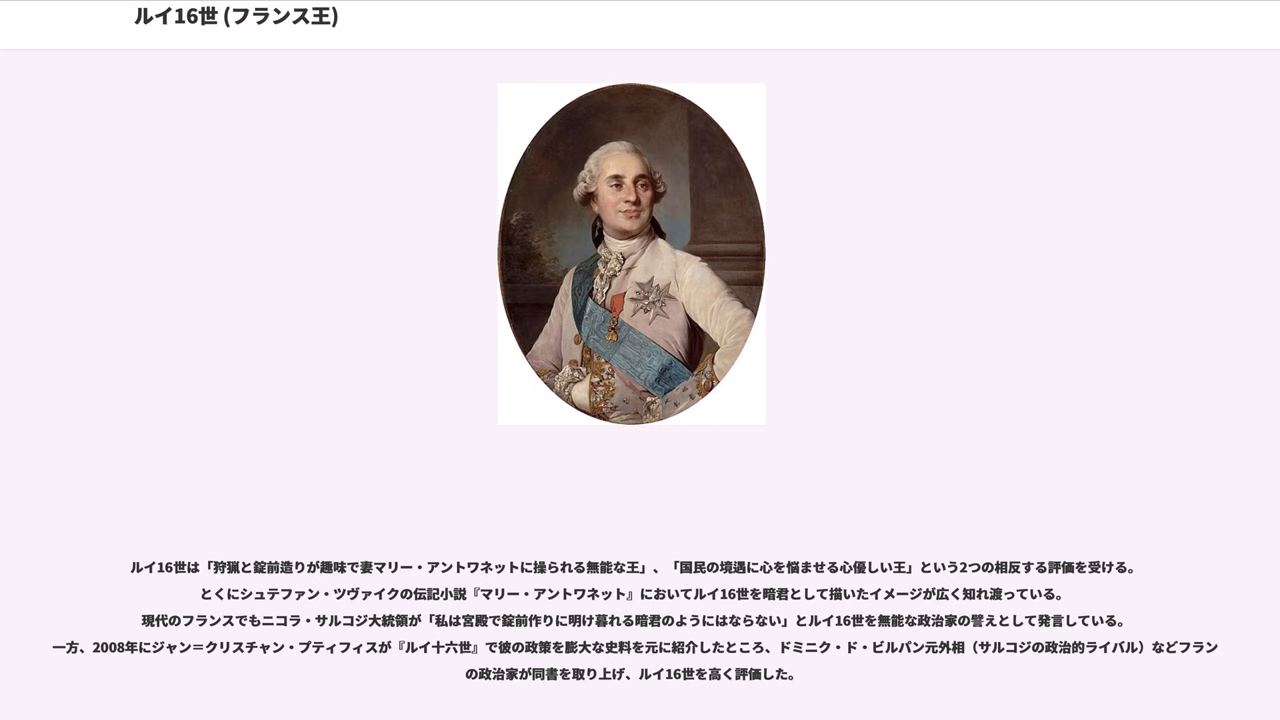 ルイ16世 (フランス王)
ルイ16世は「狩猟と錠前造りが趣味で妻マリー・アントワネットに操られる無能な王」、「国民の境遇に心を悩ませる心優しい王」という2つの相反する評価を受ける。
とくにシュテファン・ツヴァイクの伝記小説『マリー・アントワネット』においてルイ16世を暗君として描いたイメージが広く知れ渡っている。
現代のフランスでもニコラ・サルコジ大統領が「私は宮殿で錠前作りに明け暮れる暗君のようにはならない」とルイ16世を無能な政治家の譬えとして発言している。
一方、2008年にジャン＝クリスチャン・プティフィスが『ルイ十六世』で彼の政策を膨大な史料を元に紹介したところ、ドミニク・ド・ビルパン元外相（サルコジの政治的ライバル）などフラン
の政治家が同書を取り上げ、ルイ16世を高く評価した。